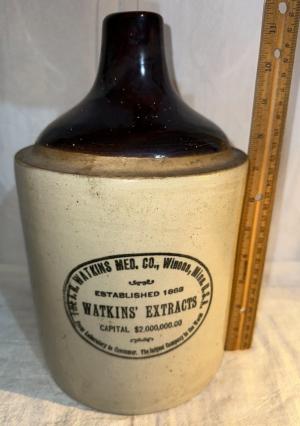 THE J.R. WATKINS MED. CO., Winona, Minn. U.S.A.
ESTABLISHED 1868
WATKINS' EXTRACTS
CAPITAL $2,000,000.00
From Laboratory to Consumer. The largest Company in the World